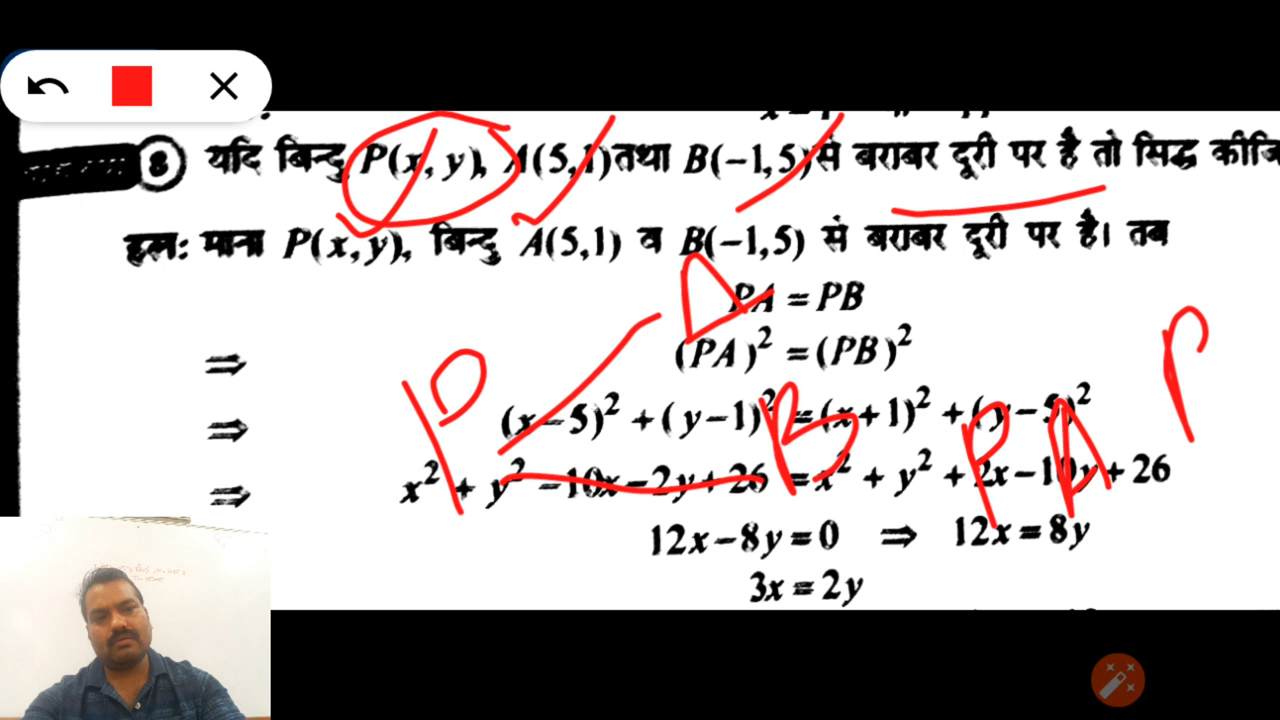 8 यदि बिन्दु P(x, y), A(5,1) तथा B(−1,5) से बराबर दूरी पर है तो सिद्ध कीजि
हल: माना P(x, y), बिन्दु A(5,1) व B(−1,5) से बराबर दूरी पर है। तब
PA = PB
⇒ (PA)² = (PB)²
⇒ (x−5)² + (y−1)² = (x+1)² + (y−5)²
⇒ x² + y² −10x −2y + 26 = x² + y² + 2x −10y + 26
12x − 8y = 0 ⇒ 12x = 8y
3x = 2y
A
P
B
P A
P